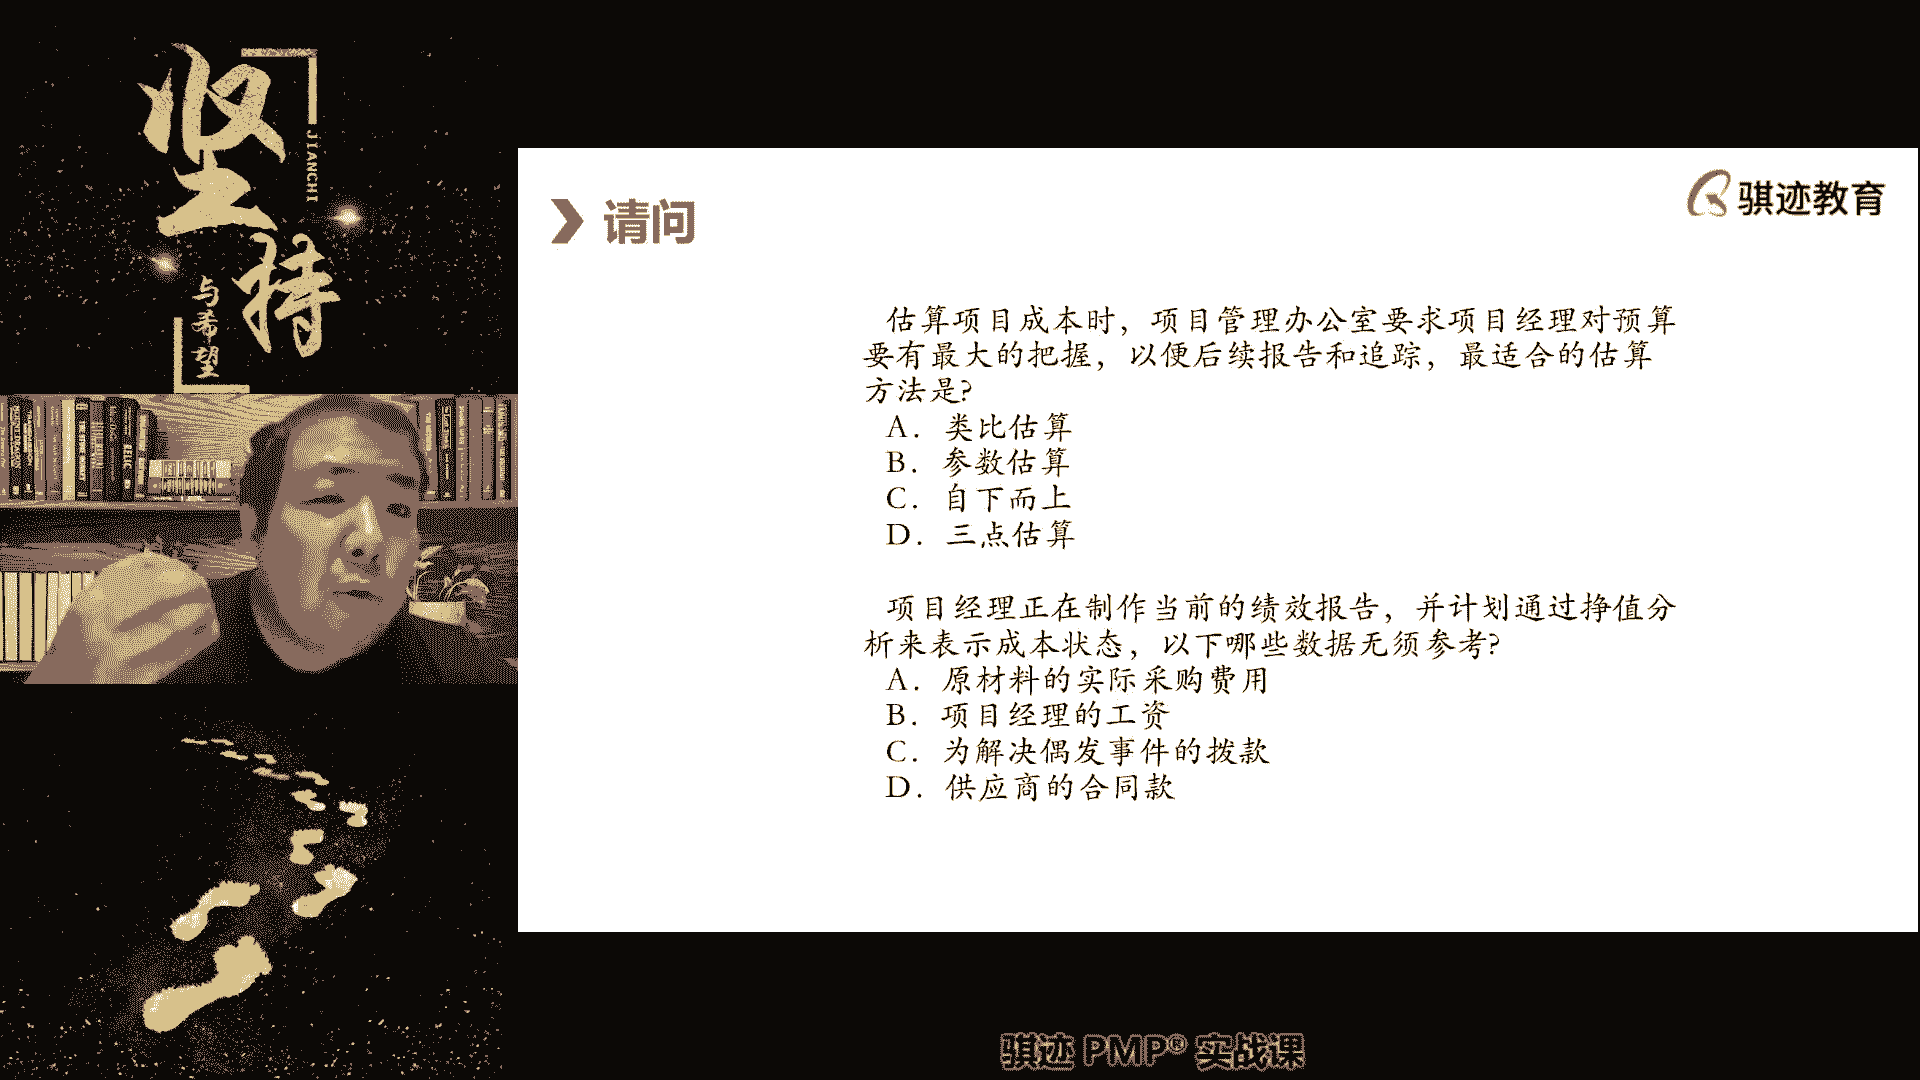 坚持
JIANCHI
与希望
请问
骐迹教育
估算项目成本时，项目管理办公室要求项目经理对预算
要有最大的把握，以便后续报告和追踪，最适合的估算
方法是?
A. 类比估算
B. 参数估算
C. 自下而上
D. 三点估算
项目经理正在制作当前的绩效报告，并计划通过挣值分
析来表示成本状态，以下哪些数据无须参考?
A. 原材料的实际采购费用
B. 项目经理的工资
C. 为解决偶发事件的拨款
D. 供应商的合同款
骐迹 PMP® 实战课